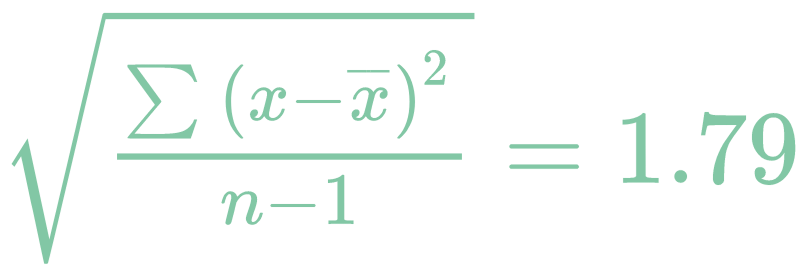 √(∑ (x−x̅)² / (n−1)) = 1.79